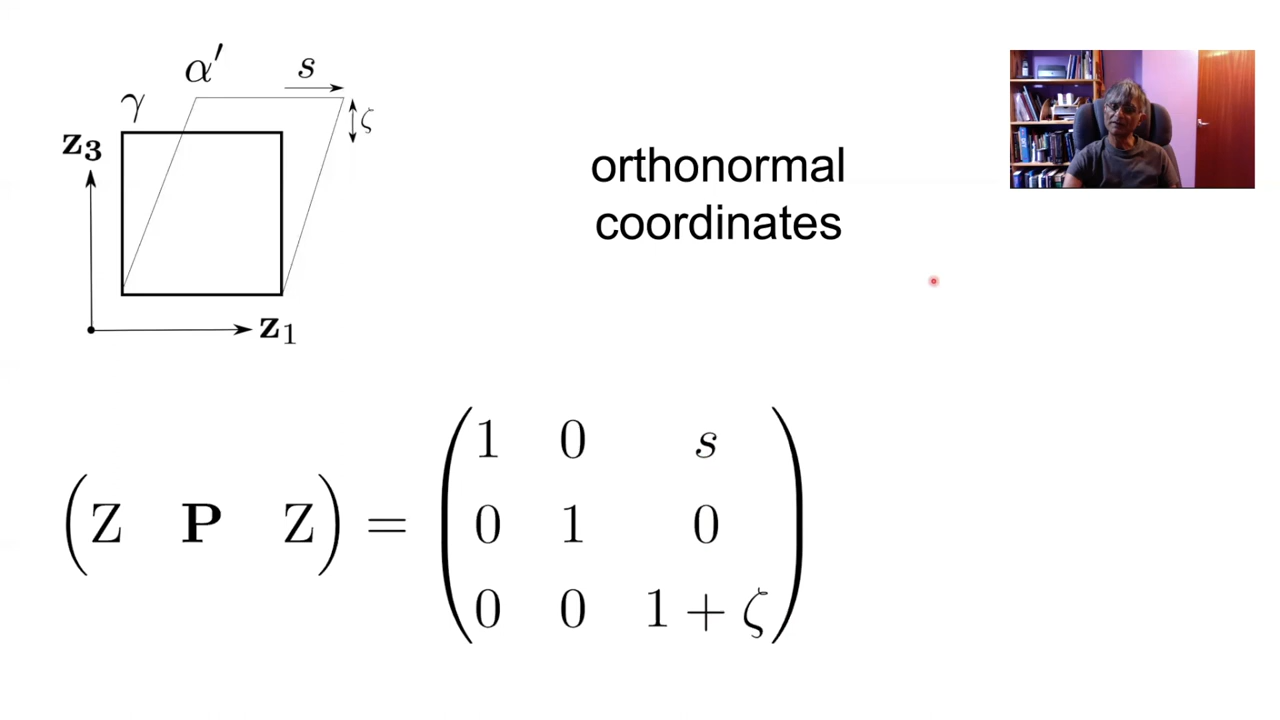 α′
s
γ
ζ
z₃
z₁
orthonormal
coordinates
(Z P Z) =
1 0 s
0 1 0
0 0 1 + ζ